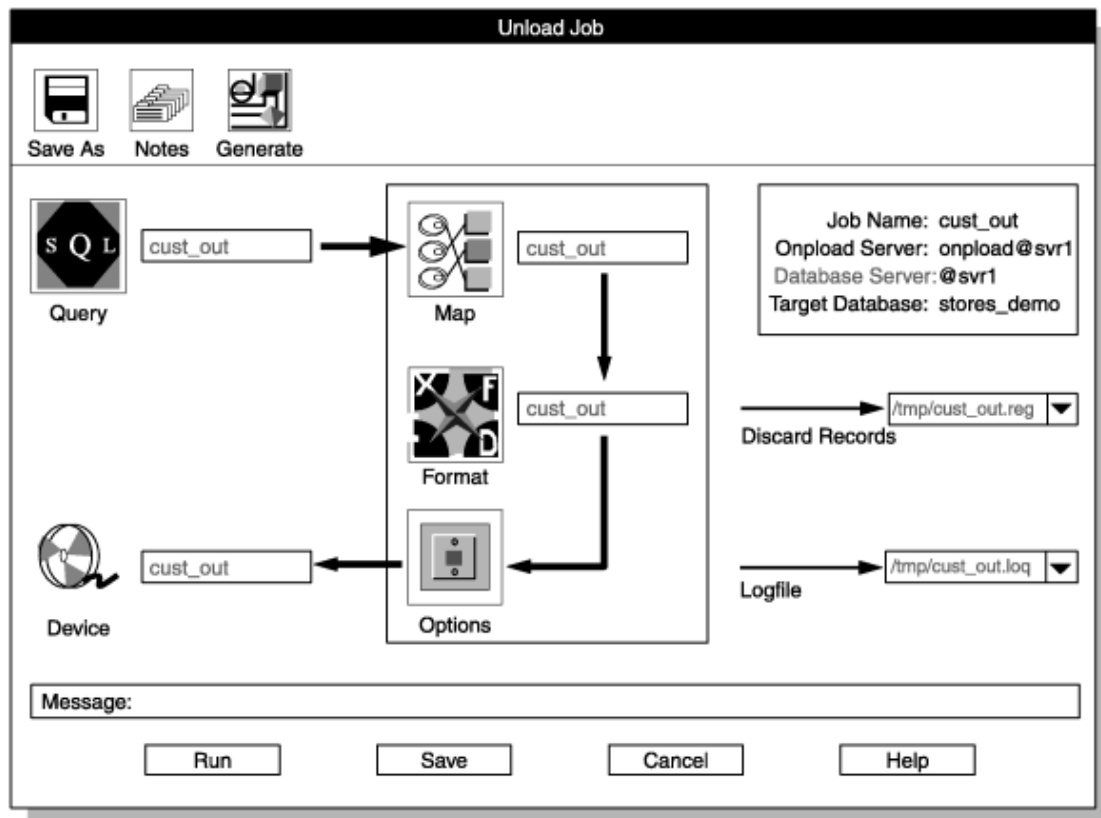 Unload Job
Save As
Notes
Generate
S Q L
cust_out
cust_out
Query
Map
Job Name: cust_out
Onpload Server: onpload@svr1
Database Server: @svr1
Target Database: stores_demo
X F
D
cust_out
Format
/tmp/cust_out.reg
Discard Records
cust_out
Device
Options
/tmp/cust_out.loq
Logfile
Message:
Run
Save
Cancel
Help